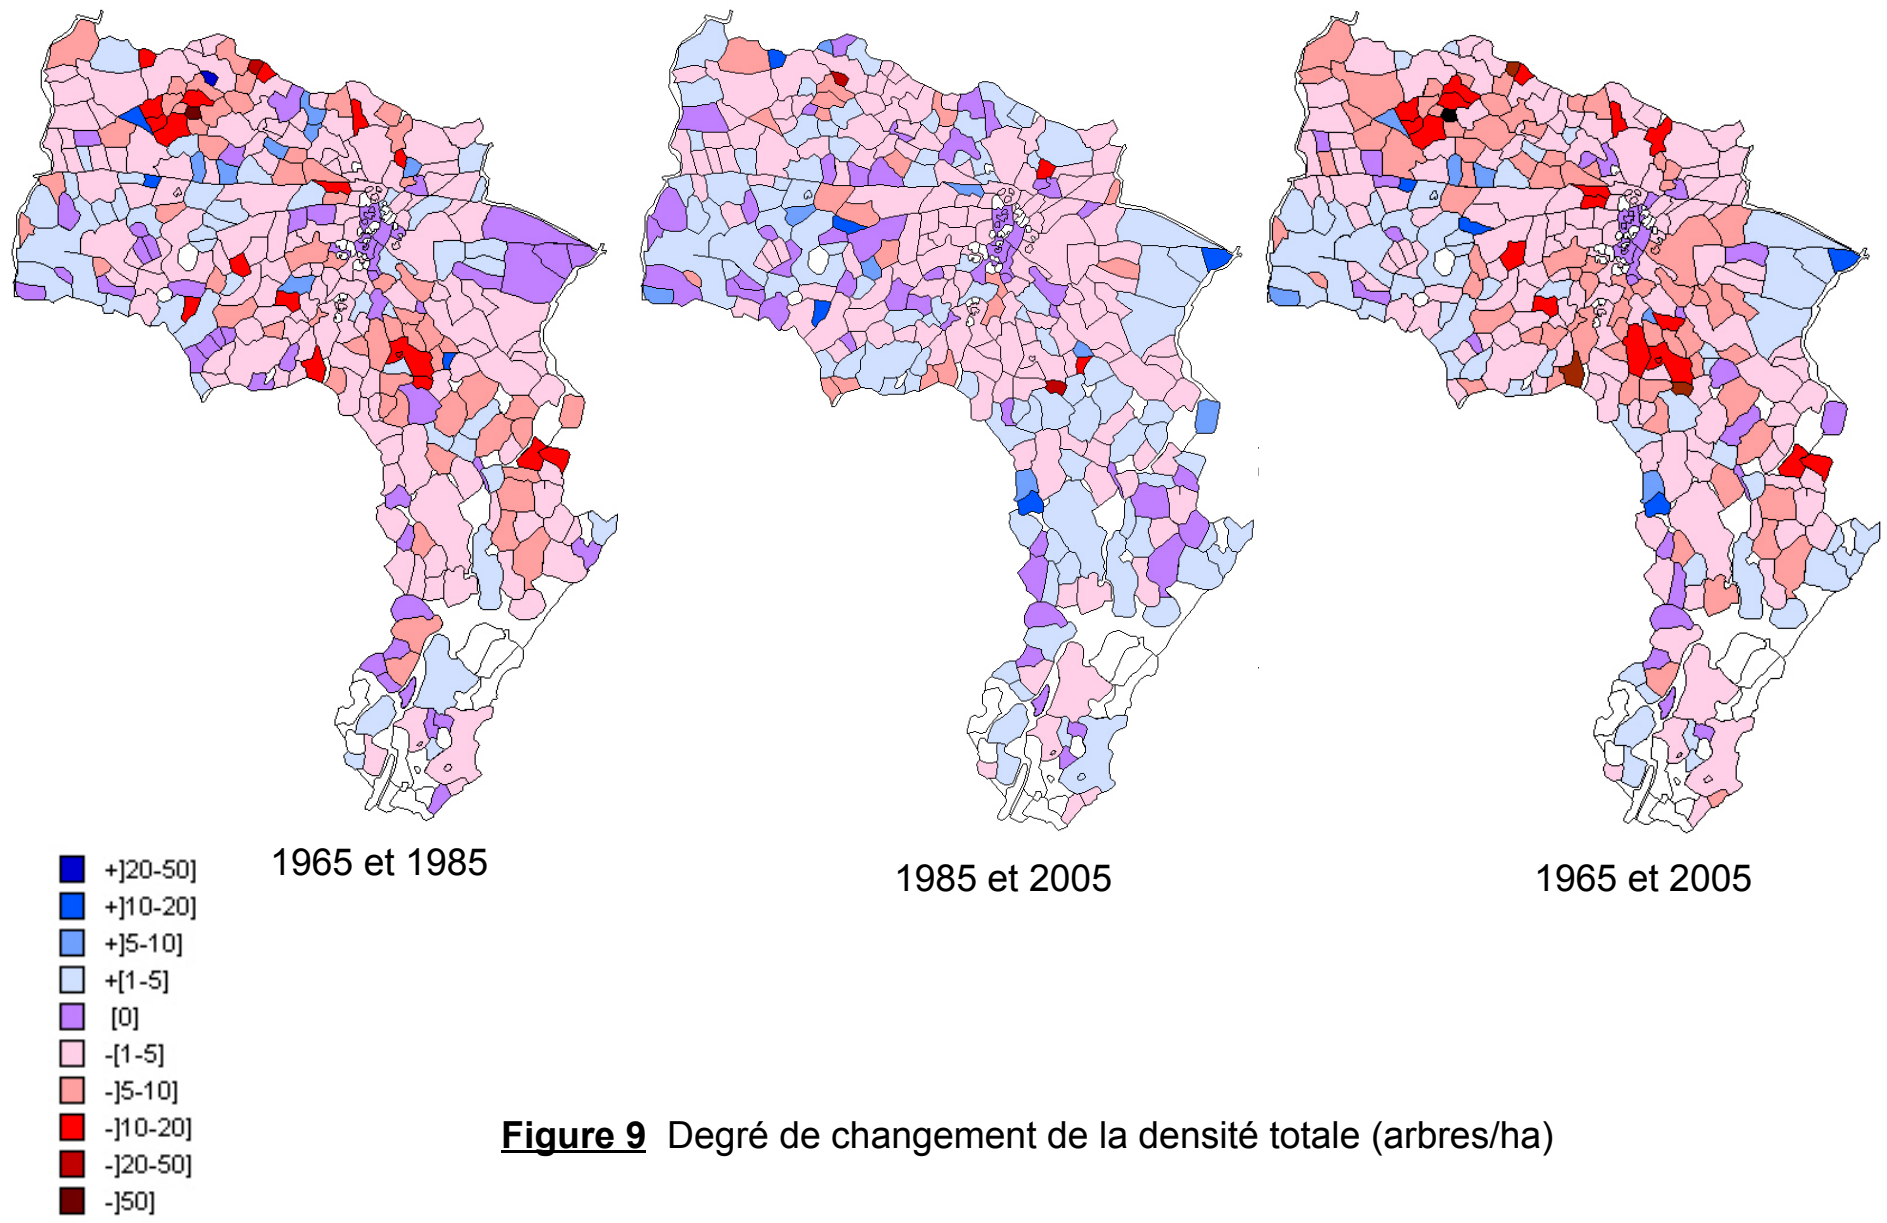 1965 et 1985
1985 et 2005
1965 et 2005
+]20-50]
+]10-20]
+]5-10]
+[1-5]
[0]
-[1-5]
-]5-10]
-]10-20]
-]20-50]
-]50]
Figure 9 Degré de changement de la densité totale (arbres/ha)